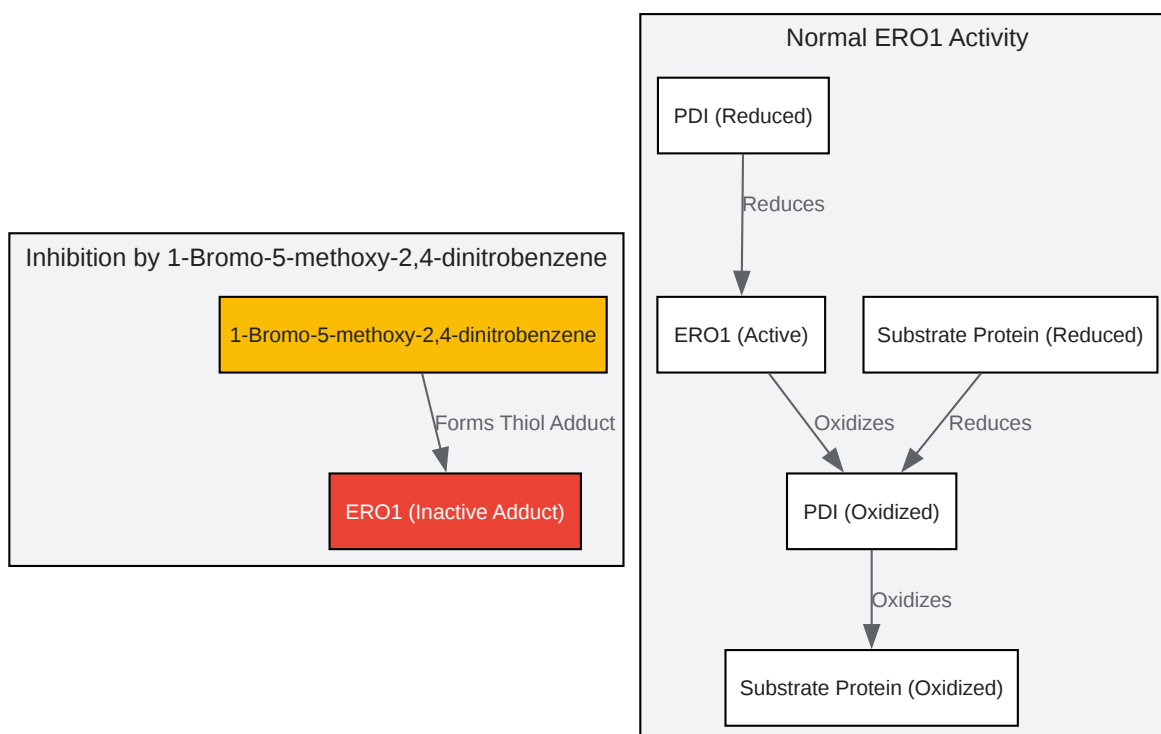 Inhibition by 1-Bromo-5-methoxy-2,4-dinitrobenzene
1-Bromo-5-methoxy-2,4-dinitrobenzene
Forms Thiol Adduct
ERO1 (Inactive Adduct)
Normal ERO1 Activity
PDI (Reduced)
Reduces
ERO1 (Active)
Substrate Protein (Reduced)
Oxidizes
Reduces
PDI (Oxidized)
Oxidizes
Substrate Protein (Oxidized)